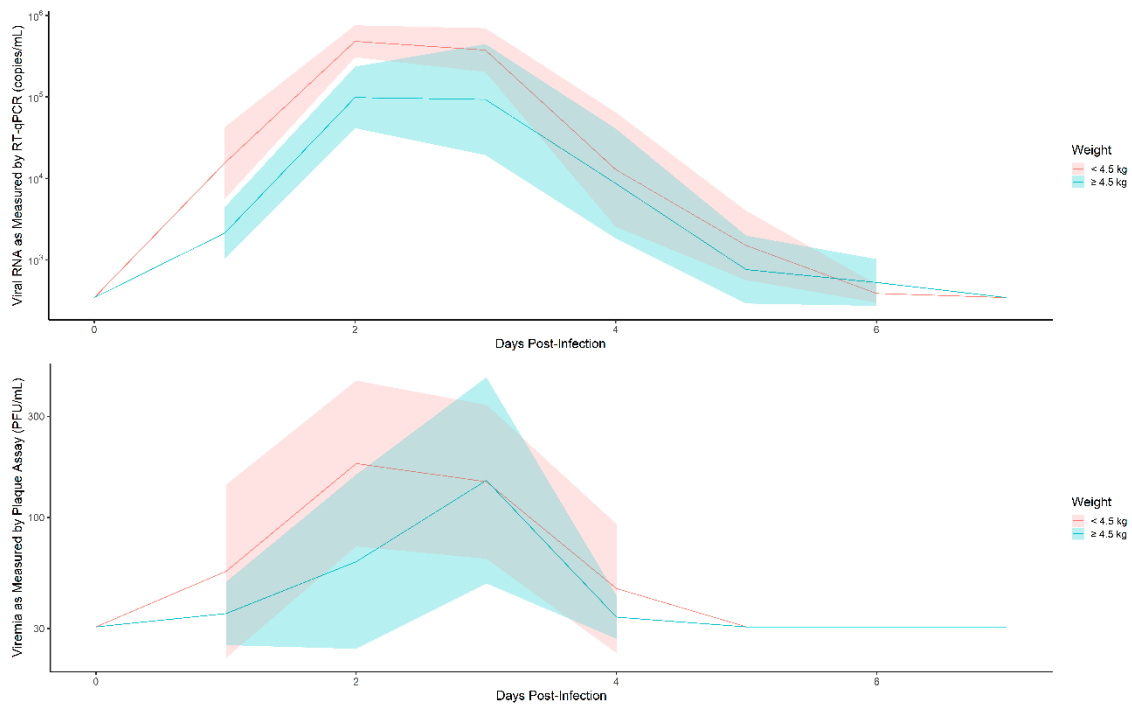 Viral RNA as Measured by RT-qPCR (copies/mL)
10⁶
10⁵
10⁴
10³
0
2
4
6
Days Post-Infection
Weight
< 4.5 kg
≥ 4.5 kg
Viremia as Measured by Plaque Assay (PFU/mL)
300
100
30
0
2
4
6
Days Post-Infection
Weight
< 4.5 kg
≥ 4.5 kg